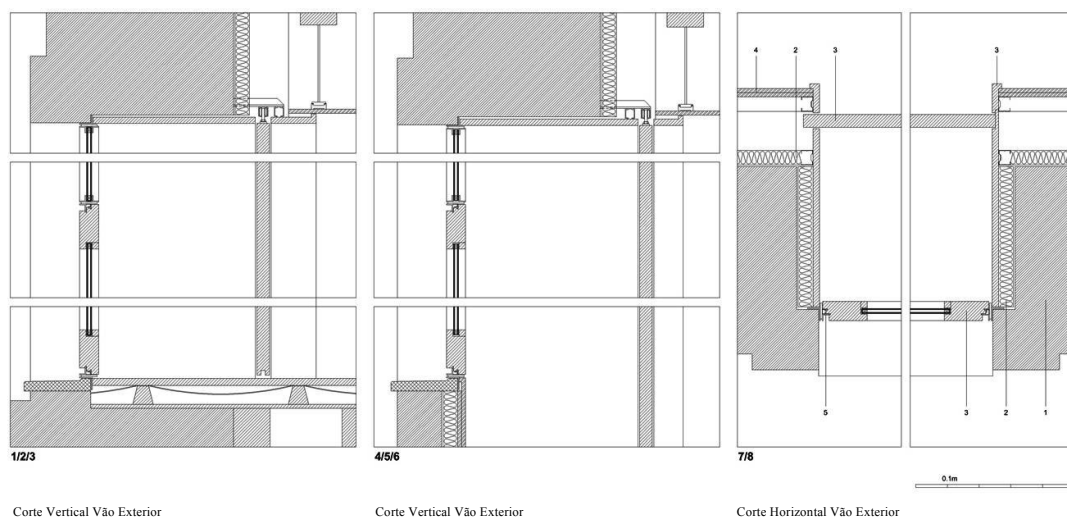 4 2 3 3
5 3 2 1
1/2/3 4/5/6 7/8
0.1m
Corte Vertical Vão Exterior Corte Vertical Vão Exterior Corte Horizontal Vão Exterior